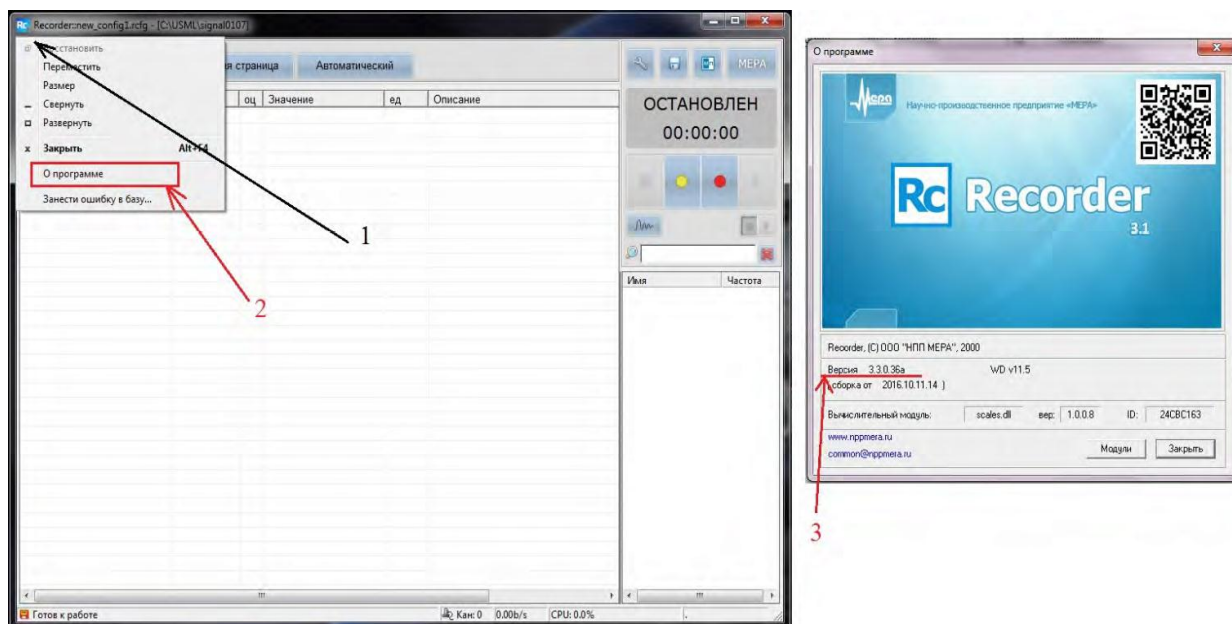 Recorder::new_config1.rcfg - [C:\USML\signal0107]
Переместить
Размер
Свернуть
Развернуть
Закрыть Alt+F4
О программе
Занести ошибку в базу...
страница Автоматический
оц Значение ед Описание
1
2
МЕРА
ОСТАНОВЛЕН
00:00:00
Имя Частота
Готов к работе
Кан: 0 0.00b/s CPU: 0.0%
О программе
Мера
Научно-производственное предприятие «МЕРА»
Rc Recorder
3.1
Recorder, (C) ООО "НПП МЕРА", 2000
Версия 3.3.0.36a WD v11.5
сборка от 2016.10.11.14 )
Вычислительный модуль: scales.dll вер: 1.0.0.8 ID: 24CBC163
www.nppmera.ru
common@nppmera.ru
Модули Закрыть
3